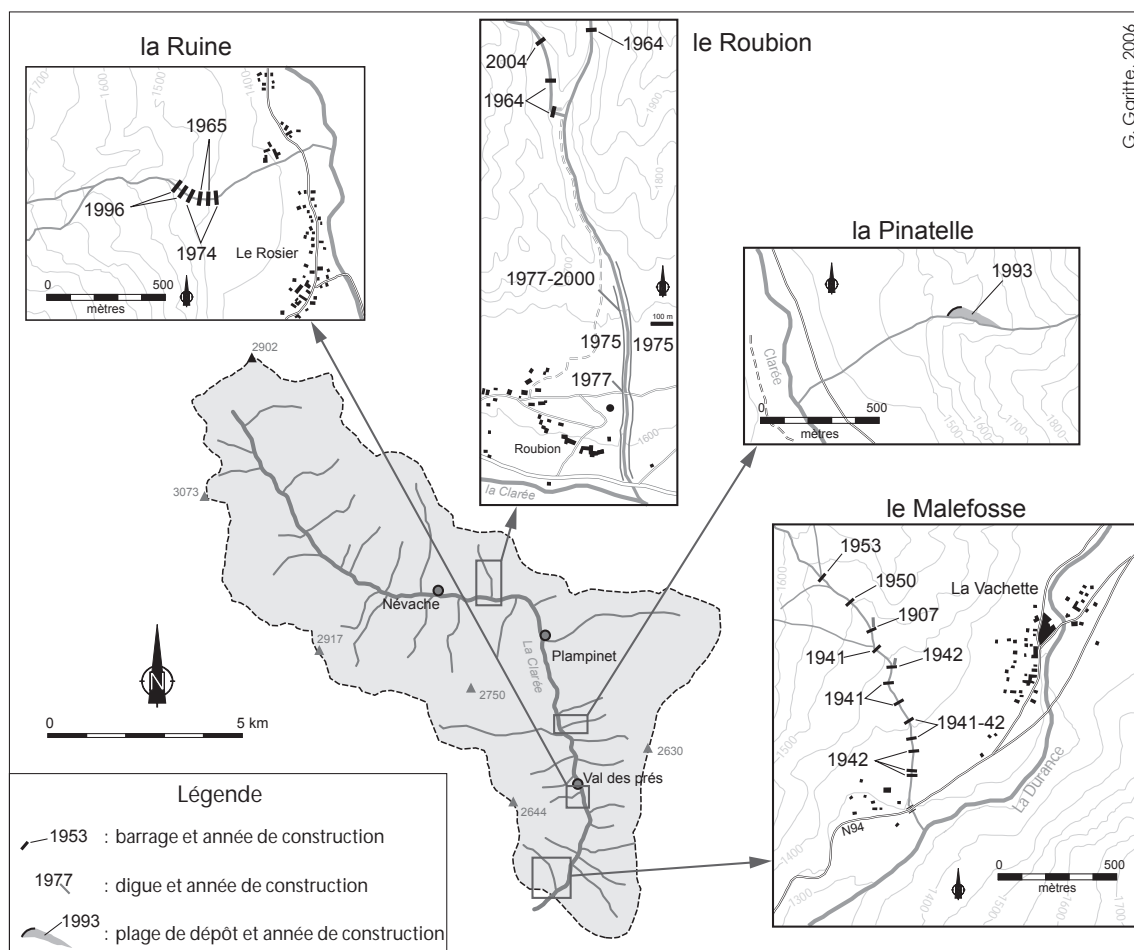 G. Garitte, 2006
la Ruine
1700
1600
1500
1400
1965
1996
1974
Le Rosier
0 500
mètres
le Roubion
2004
1964
1964
1900
1800
1977-2000
100 m
1975 1975
1977
1600
Roubion
la Clarée
la Pinatelle
1993
Clarée
0 500
mètres
1500
1600
1700
1800
le Malefosse
1953
1950
1907
1941
1942
1941
1941-42
1942
La Vachette
La Durance
N94
1600
1500
1400
1300
0 500
mètres
1400
1500
1600
1700
2902
3073
Névache
2917
Plampinet
La Clarée
2750
2630
Val des prés
2644
N
0 5 km
Légende
1953 : barrage et année de construction
1977 : digue et année de construction
1993 : plage de dépôt et année de construction